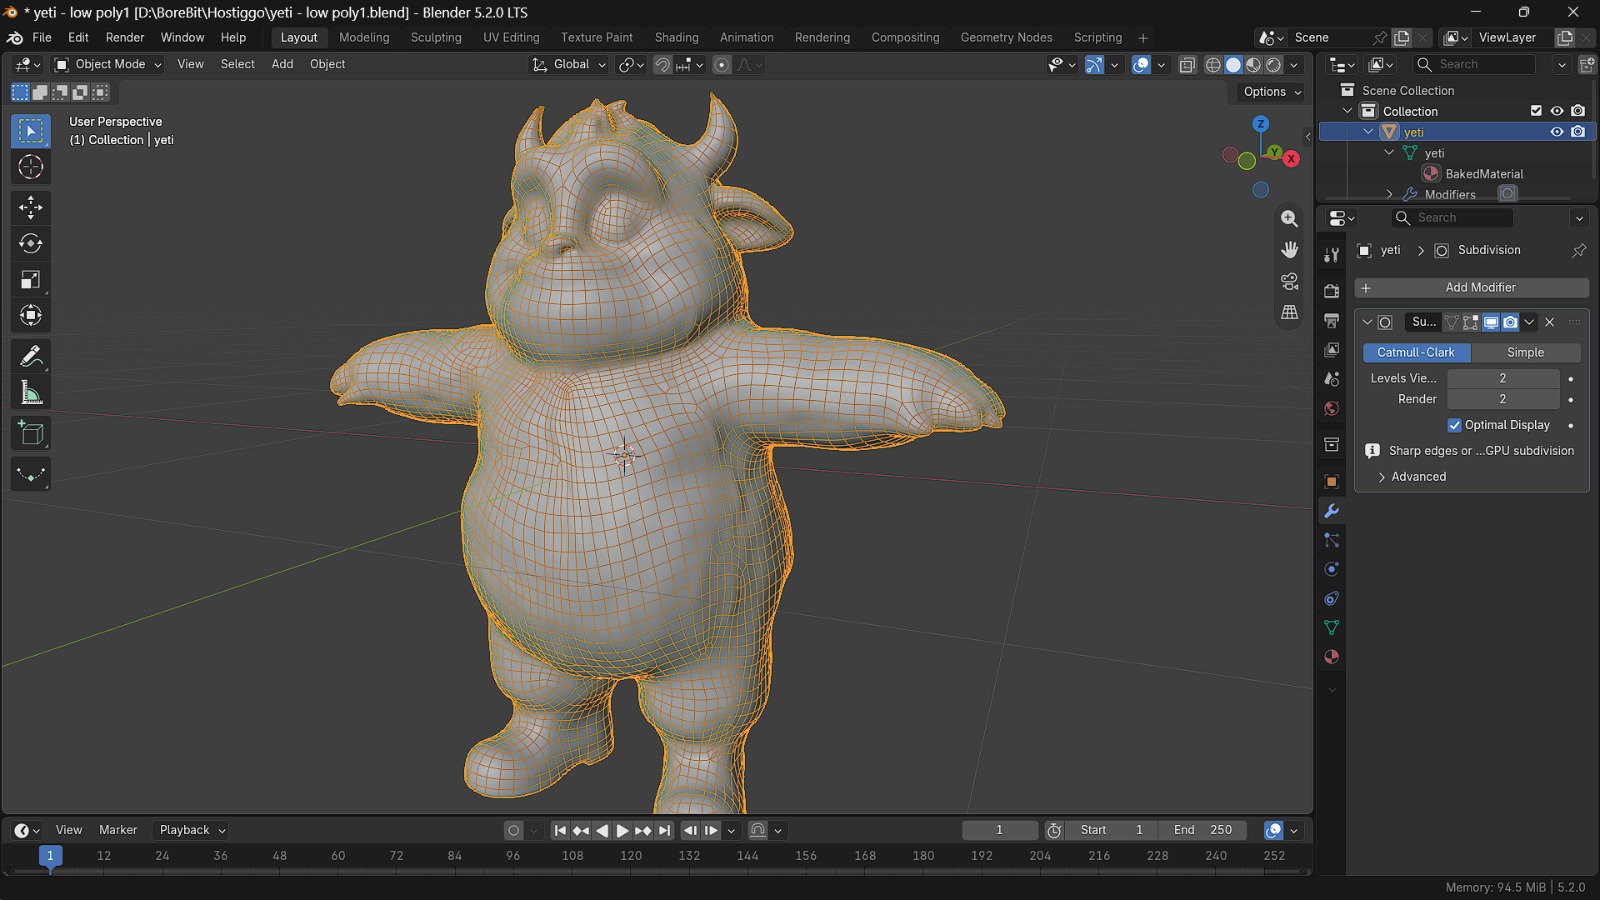 * yeti - low poly1 [D:\BoreBit\Hostiggo\yeti - low poly1.blend] - Blender 5.2.0 LTS
File Edit Render Window Help Layout Modeling Sculpting UV Editing Texture Paint Shading Animation Rendering Compositing Geometry Nodes Scripting + Scene ViewLayer
Object Mode View Select Add Object Global Search
Options
User Perspective
(1) Collection | yeti
Z
Y
X
Scene Collection
Collection
yeti
yeti
BakedMaterial
Modifiers
Search
yeti > Subdivision
+ Add Modifier
Su...
Catmull-Clark Simple
Levels Vie... 2
Render 2
Optimal Display
Sharp edges or ...GPU subdivision
Advanced
View Marker Playback 1 Start 1 End 250
1 12 24 36 48 60 72 84 96 108 120 132 144 156 168 180 192 204 216 228 240 252
Memory: 94.5 MiB | 5.2.0